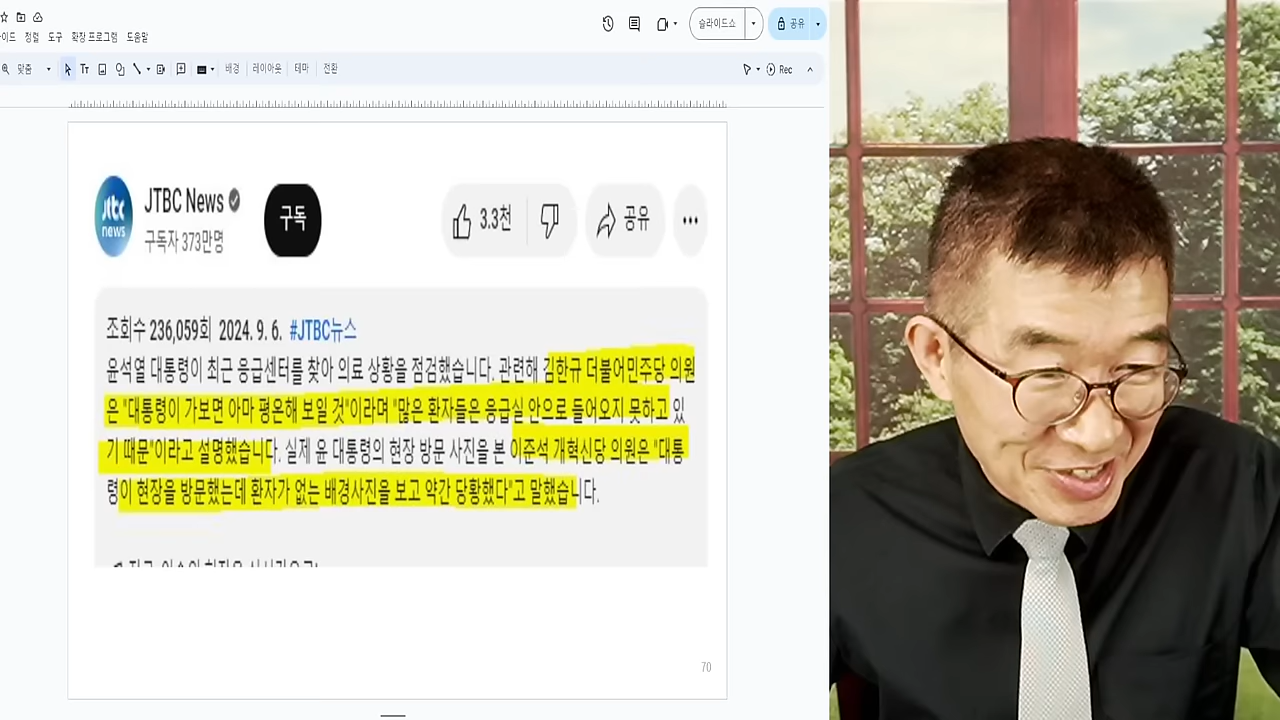 정렬 도구 확장 프로그램 도움말
슬라이드쇼
공유
맞춤
Tт
배경
레이아웃
테마
전환
Rec
Jtbc
news
JTBC News
구독자 373만명
구독
3.3천
공유
조회수 236,059회 2024. 9. 6. #JTBC뉴스
윤석열 대통령이 최근 응급센터를 찾아 의료 상황을 점검했습니다. 관련해 김한규 더불어민주당 의원
은 "대통령이 가보면 아마 평온해 보일 것"이라며 "많은 환자들은 응급실 안으로 들어오지 못하고 있
기 때문"이라고 설명했습니다. 실제 윤 대통령의 현장 방문 사진을 본 이준석 개혁신당 의원은 "대통
령이 현장을 방문했는데 환자가 없는 배경사진을 보고 약간 당황했다"고 말했습니다.
70